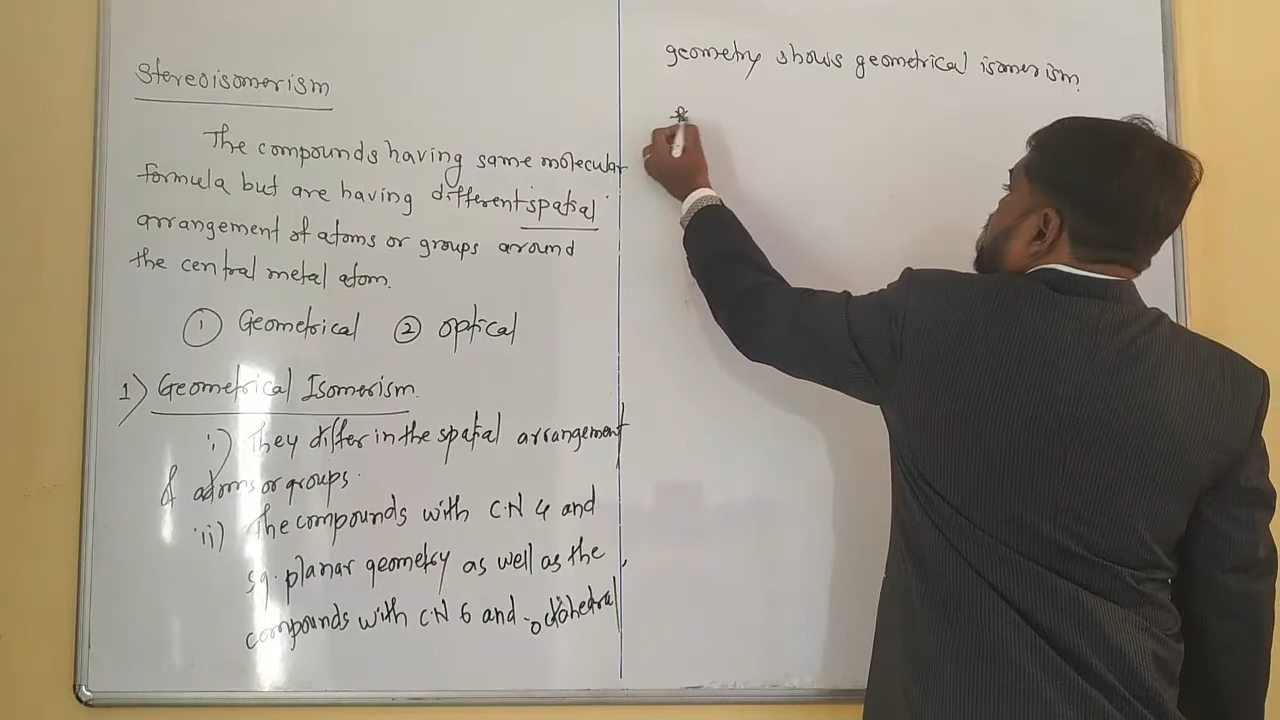 Stereoisomerism
The compounds having same molecular
formula but are having different spatial
arrangement of atoms or groups around
the central metal atom.
① Geometrical ② optical
1) Geometrical Isomerism.
i) They differ in the spatial arrangement
of atoms or groups.
ii) The compounds with C.N 4 and
sq. planar geometry as well as the
compounds with C.N 6 and octahedral
geometry shows geometrical isomerism.